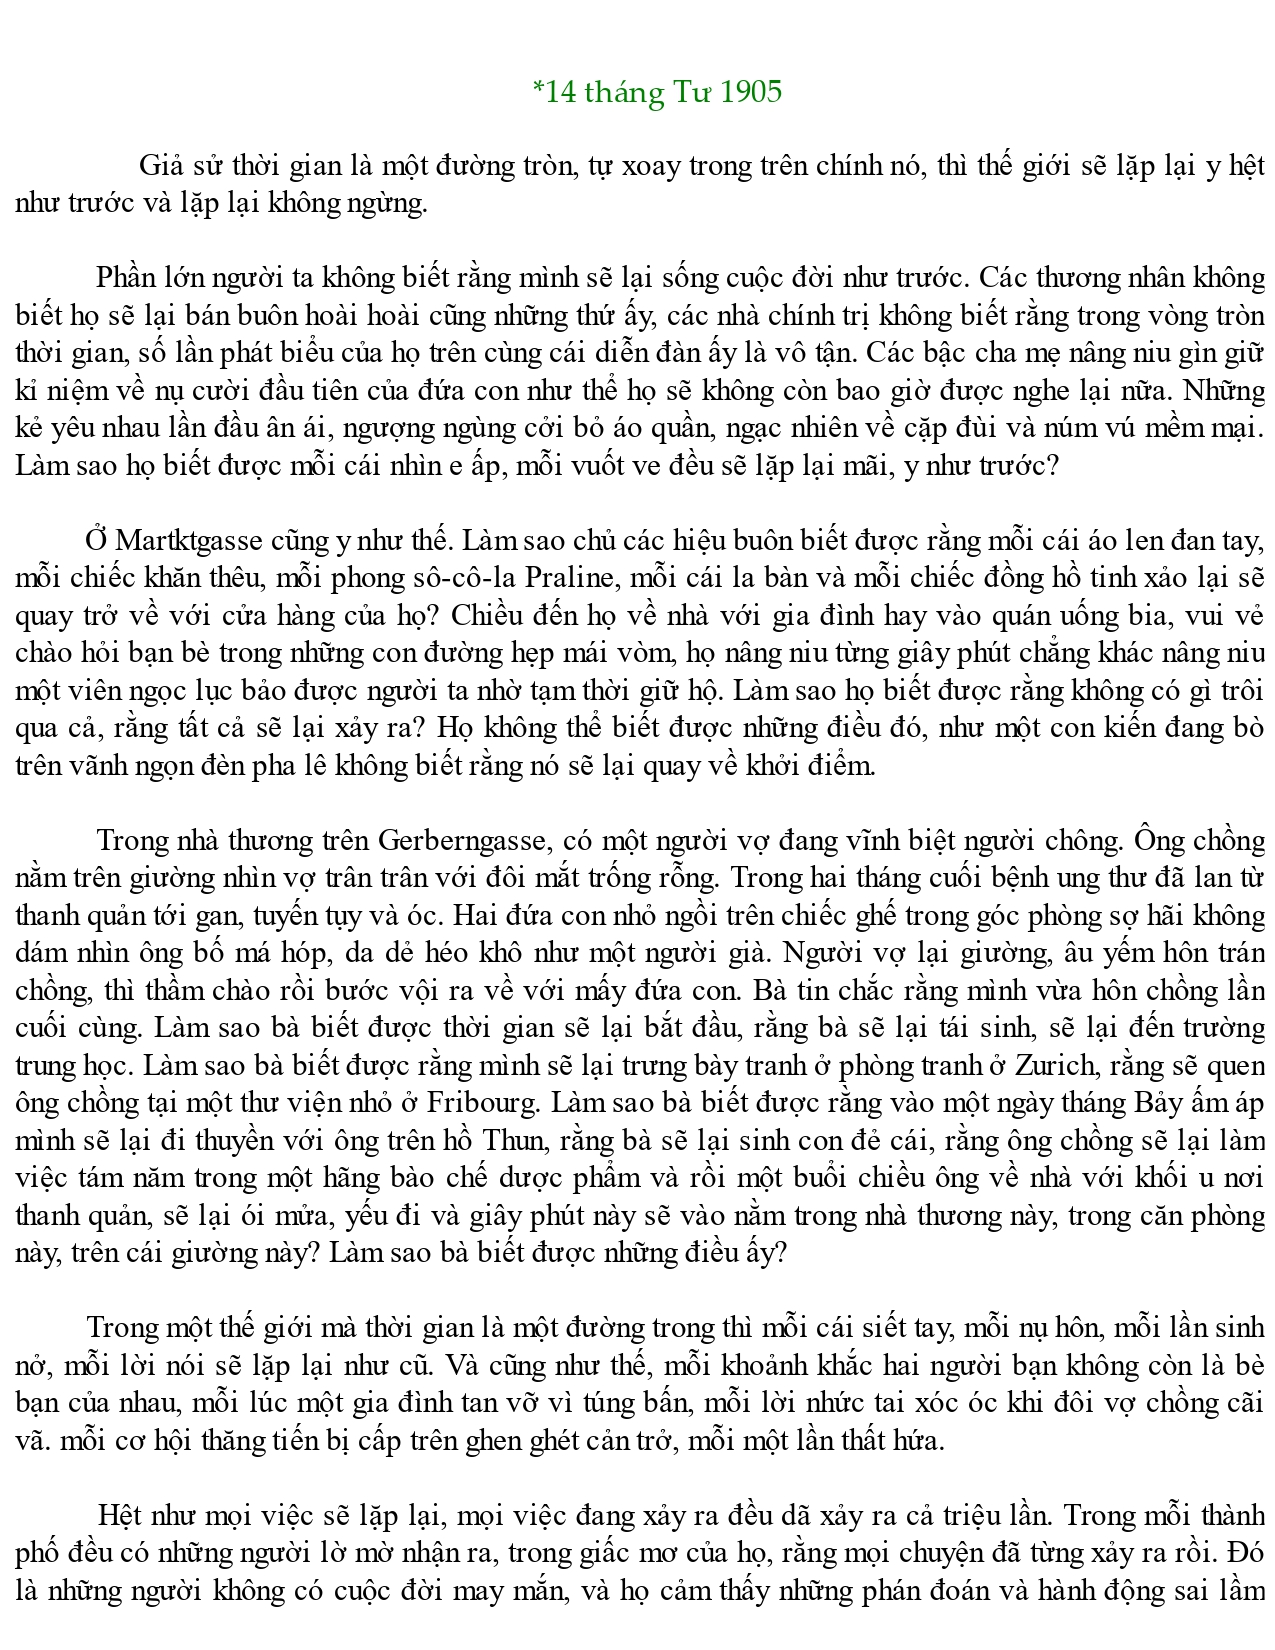 *14 tháng Tư 1905
Giả sử thời gian là một đường tròn, tự xoay trong trên chính nó, thì thế giới sẽ lặp lại y hệt
như trước và lặp lại không ngừng.
Phần lớn người ta không biết rằng mình sẽ lại sống cuộc đời như trước. Các thương nhân không
biết họ sẽ lại bán buôn hoài hoài cũng những thứ ấy, các nhà chính trị không biết rằng trong vòng tròn
thời gian, số lần phát biểu của họ trên cùng cái diễn đàn ấy là vô tận. Các bậc cha mẹ nâng niu gìn giữ
kỉ niệm về nụ cười đầu tiên của đứa con như thể họ sẽ không còn bao giờ được nghe lại nữa. Những
kẻ yêu nhau lần đầu ân ái, ngượng ngùng cởi bỏ áo quần, ngạc nhiên về cặp đùi và núm vú mềm mại.
Làm sao họ biết được mỗi cái nhìn e ấp, mỗi vuốt ve đều sẽ lặp lại mãi, y như trước?
Ở Martktgasse cũng y như thế. Làm sao chủ các hiệu buôn biết được rằng mỗi cái áo len đan tay,
mỗi chiếc khăn thêu, mỗi phong sô-cô-la Praline, mỗi cái la bàn và mỗi chiếc đồng hồ tinh xảo lại sẽ
quay trở về với cửa hàng của họ? Chiều đến họ về nhà với gia đình hay vào quán uống bia, vui vẻ
chào hỏi bạn bè trong những con đường hẹp mái vòm, họ nâng niu từng giây phút chẳng khác nâng niu
một viên ngọc lục bảo được người ta nhờ tạm thời giữ hộ. Làm sao họ biết được rằng không có gì trôi
qua cả, rằng tất cả sẽ lại xảy ra? Họ không thể biết được những điều đó, như một con kiến đang bò
trên vãnh ngọn đèn pha lê không biết rằng nó sẽ lại quay về khởi điểm.
Trong nhà thương trên Gerberngasse, có một người vợ đang vĩnh biệt người chông. Ông chồng
nằm trên giường nhìn vợ trân trân với đôi mắt trống rỗng. Trong hai tháng cuối bệnh ung thư đã lan từ
thanh quản tới gan, tuyến tụy và óc. Hai đứa con nhỏ ngồi trên chiếc ghế trong góc phòng sợ hãi không
dám nhìn ông bố má hóp, da dẻ héo khô như một người già. Người vợ lại giường, âu yếm hôn trán
chồng, thì thầm chào rồi bước vội ra về với mấy đứa con. Bà tin chắc rằng mình vừa hôn chồng lần
cuối cùng. Làm sao bà biết được thời gian sẽ lại bắt đầu, rằng bà sẽ lại tái sinh, sẽ lại đến trường
trung học. Làm sao bà biết được rằng mình sẽ lại trưng bày tranh ở phòng tranh ở Zurich, rằng sẽ quen
ông chồng tại một thư viện nhỏ ở Fribourg. Làm sao bà biết được rằng vào một ngày tháng Bảy ấm áp
mình sẽ lại đi thuyền với ông trên hồ Thun, rằng bà sẽ lại sinh con đẻ cái, rằng ông chồng sẽ lại làm
việc tám năm trong một hãng bào chế dược phẩm và rồi một buổi chiều ông về nhà với khối u nơi
thanh quản, sẽ lại ói mửa, yếu đi và giây phút này sẽ vào nằm trong nhà thương này, trong căn phòng
này, trên cái giường này? Làm sao bà biết được những điều ấy?
Trong một thế giới mà thời gian là một đường trong thì mỗi cái siết tay, mỗi nụ hôn, mỗi lần sinh
nở, mỗi lời nói sẽ lặp lại như cũ. Và cũng như thế, mỗi khoảnh khắc hai người bạn không còn là bè
bạn của nhau, mỗi lúc một gia đình tan vỡ vì túng bấn, mỗi lời nhức tai xóc óc khi đôi vợ chồng cãi
vã. mỗi cơ hội thăng tiến bị cấp trên ghen ghét cản trở, mỗi một lần thất hứa.
Hệt như mọi việc sẽ lặp lại, mọi việc đang xảy ra đều dã xảy ra cả triệu lần. Trong mỗi thành
phố đều có những người lờ mờ nhận ra, trong giấc mơ của họ, rằng mọi chuyện đã từng xảy ra rồi. Đó
là những người không có cuộc đời may mắn, và họ cảm thấy những phán đoán và hành động sai lầm